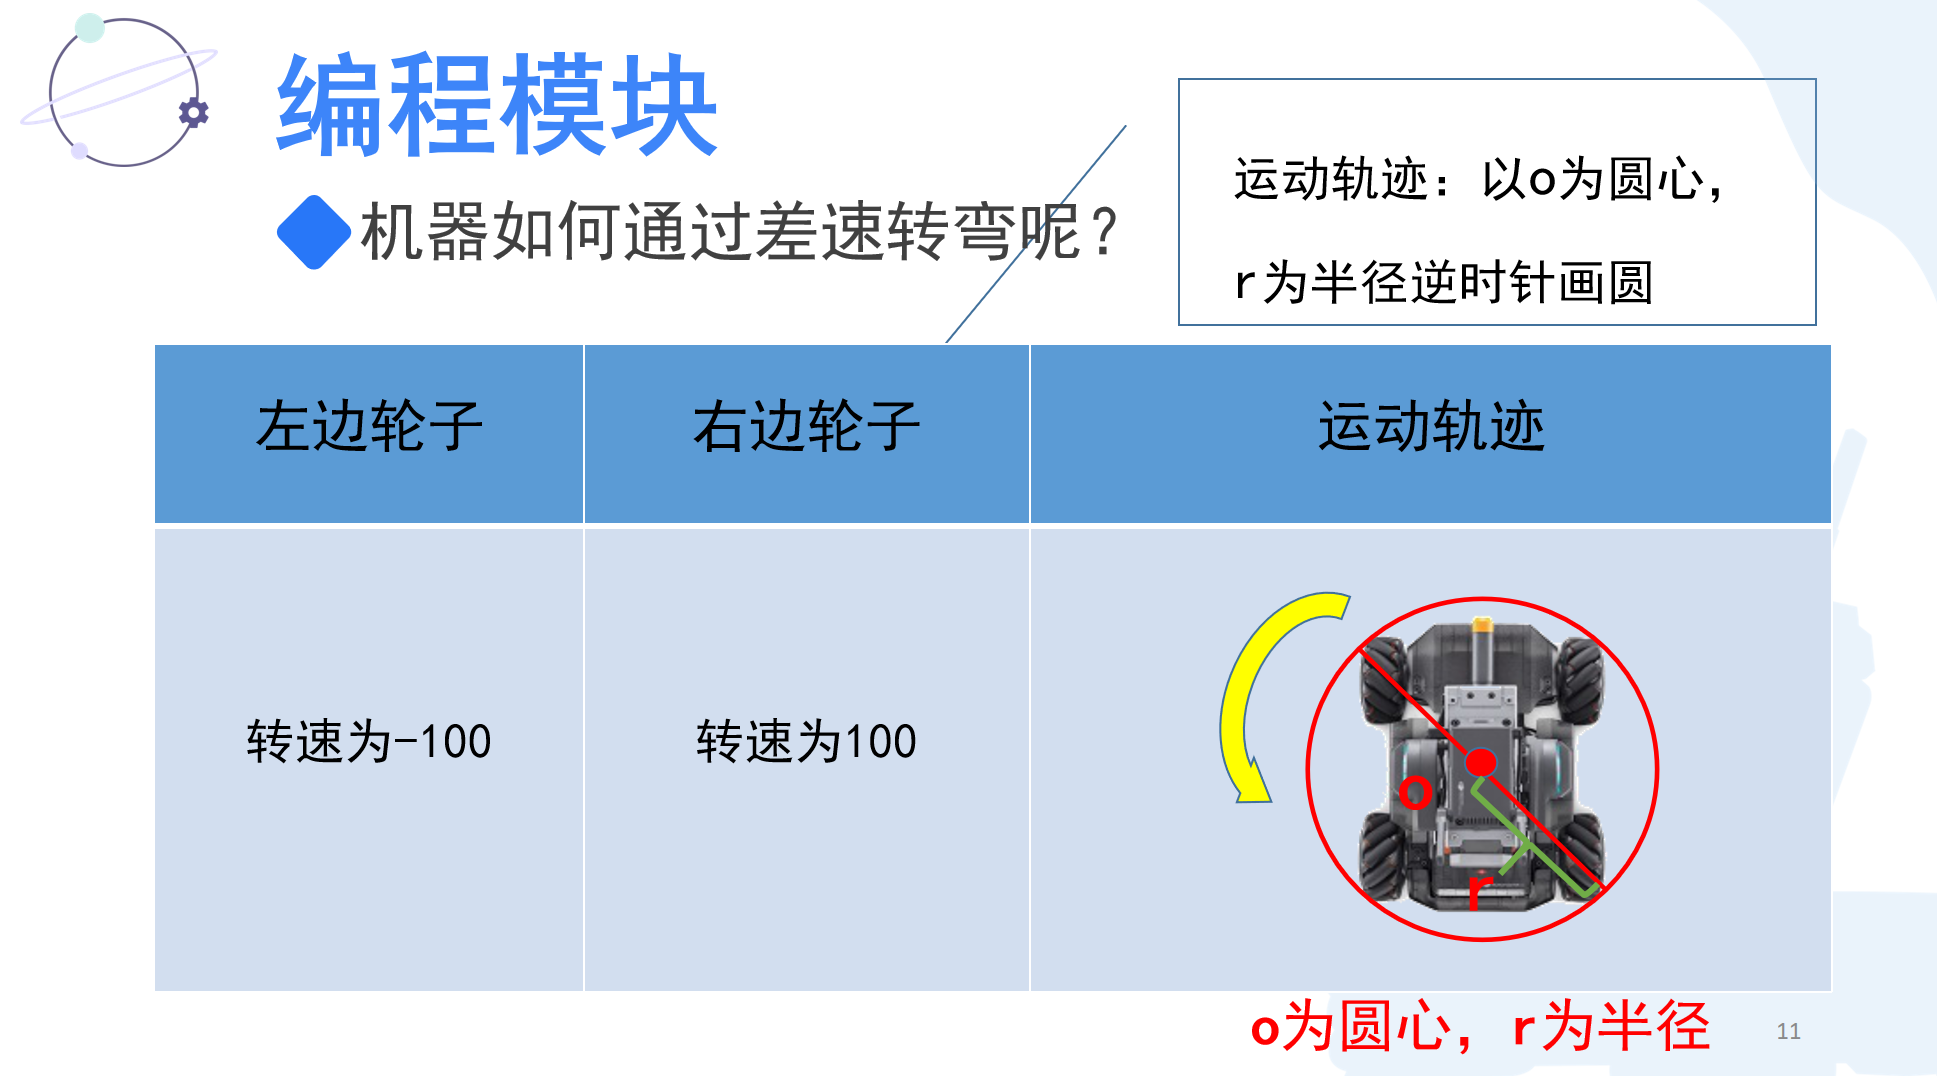 编程模块
机器如何通过差速转弯呢？
运动轨迹：以o为圆心，
r为半径逆时针画圆
左边轮子 右边轮子 运动轨迹
转速为-100 转速为100
o
r
o为圆心，r为半径
11